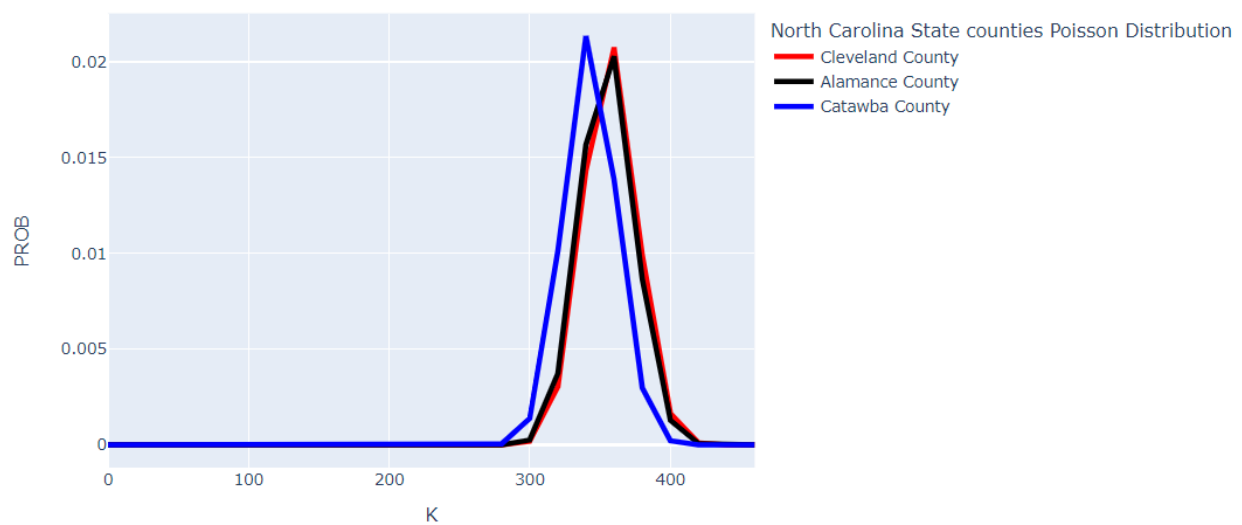 North Carolina State counties Poisson Distribution
Cleveland County
Alamance County
Catawba County
PROB
0.02
0.015
0.01
0.005
0
0
100
200
300
400
K